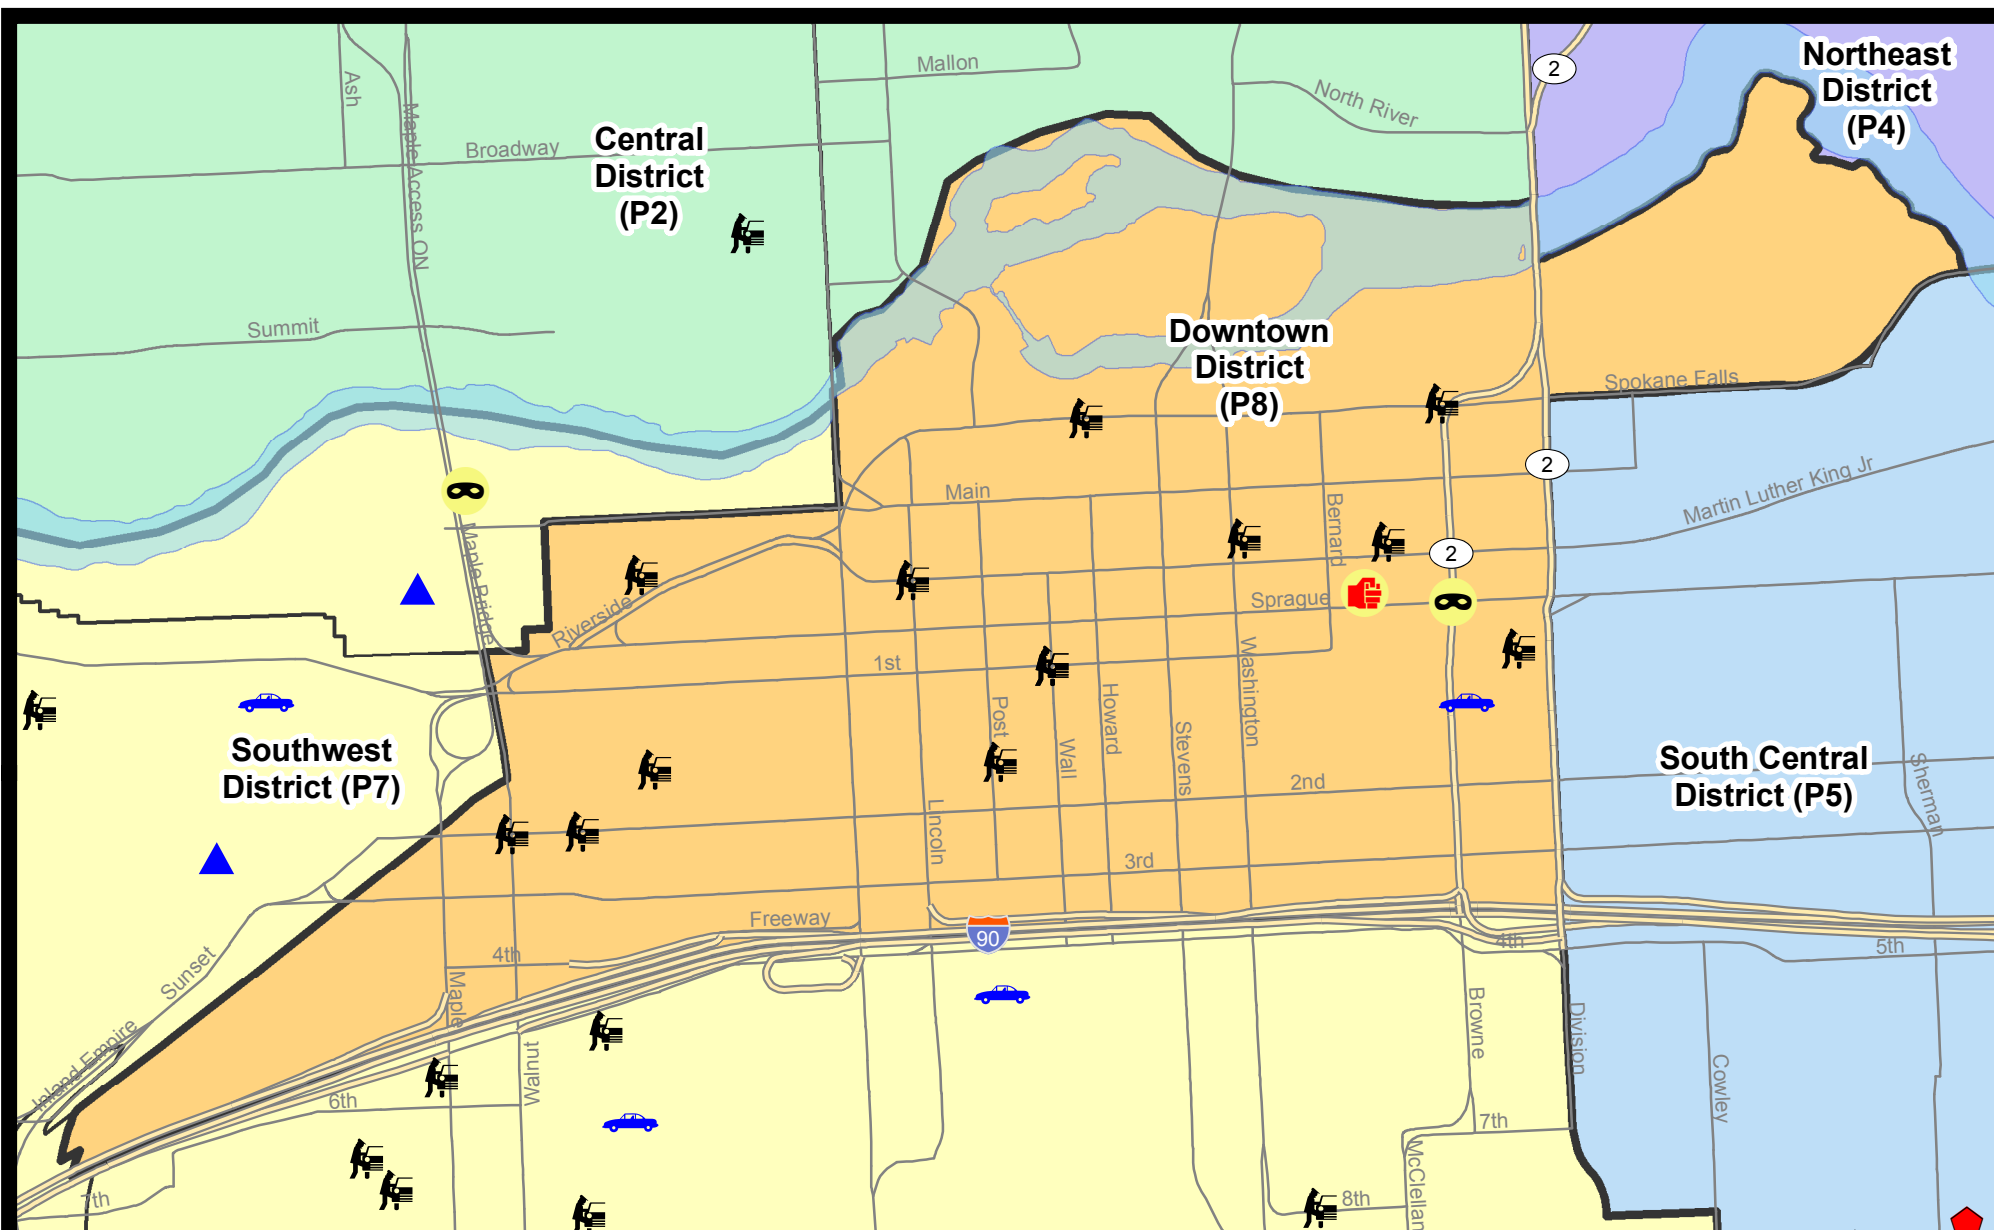 Northeast
District
(P4)
2
Mallon
North River
Ash
Maple Access ON
Broadway
Central
District
(P2)
Summit
Downtown
District
(P8)
Spokane Falls
2
Main
Martin Luther King Jr
Bernard
2
Maple Bridge
Riverside
Sprague
1st
Washington
Post
Howard
Wall
Stevens
Southwest
District (P7)
South Central
District (P5)
Sherman
2nd
Lincoln
3rd
Freeway
90
4th
4th
5th
Sunset
Maple
Browne
Division
Inland Empire
Walnut
Cowley
6th
7th
McClellan
7th
8th